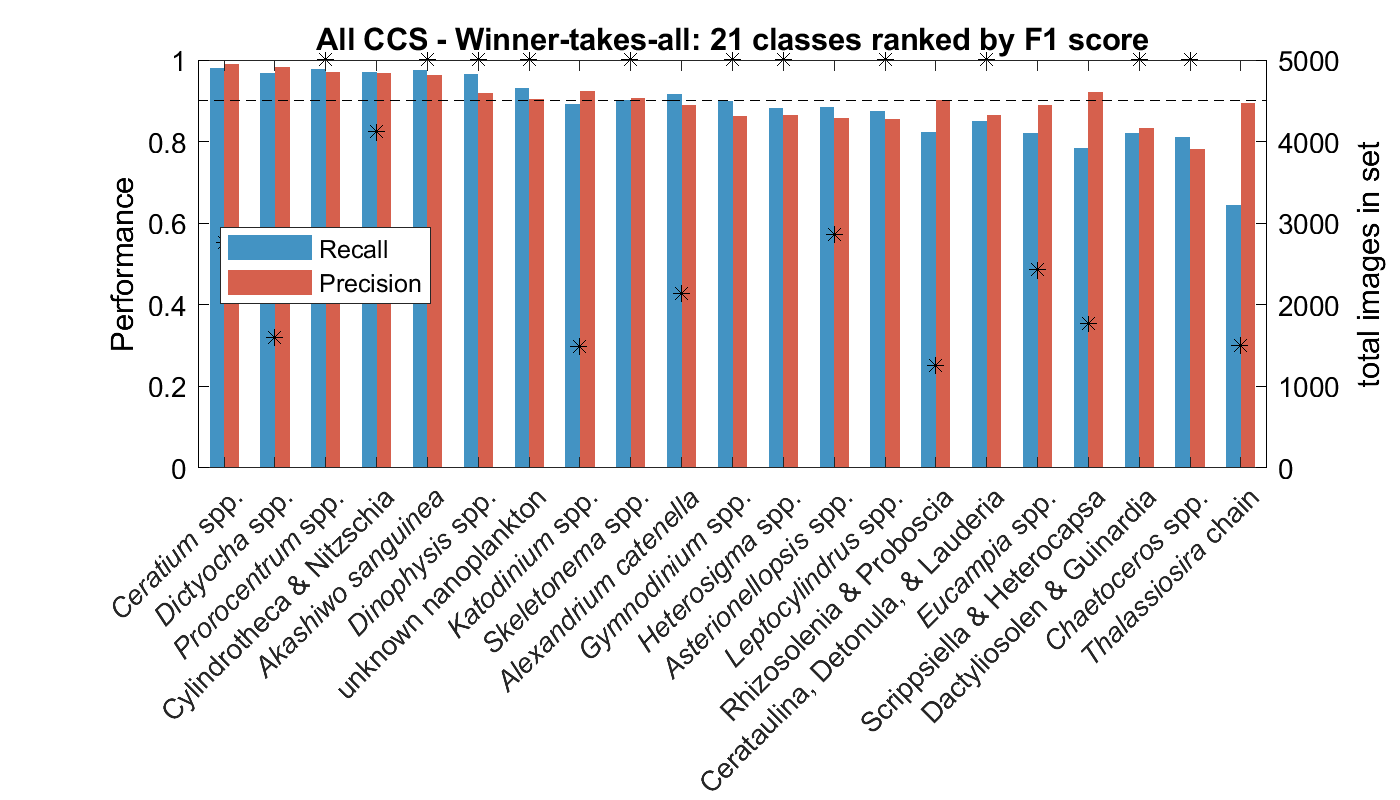 All CCS - Winner-takes-all: 21 classes ranked by F1 score
1
0.8
0.6
0.4
0.2
0
Performance
5000
4000
3000
2000
1000
0
total images in set
Recall
Precision
Ceratium spp.
Dictyocha spp.
Prorocentrum spp.
Cylindrotheca & Nitzschia
Akashiwo sanguinea
Dinophysis spp.
unknown nanoplankton
Katodinium spp.
Skeletonema spp.
Alexandrium catenella
Gymnodinium spp.
Heterosigma spp.
Asterionellopsis spp.
Leptocylindrus spp.
Rhizosolenia & Proboscia
Cerataulina, Detonula, & Lauderia
Eucampia spp.
Scrippsiella & Heterocapsa
Dactyliosolen & Guinardia
Chaetoceros spp.
Thalassiosira chain